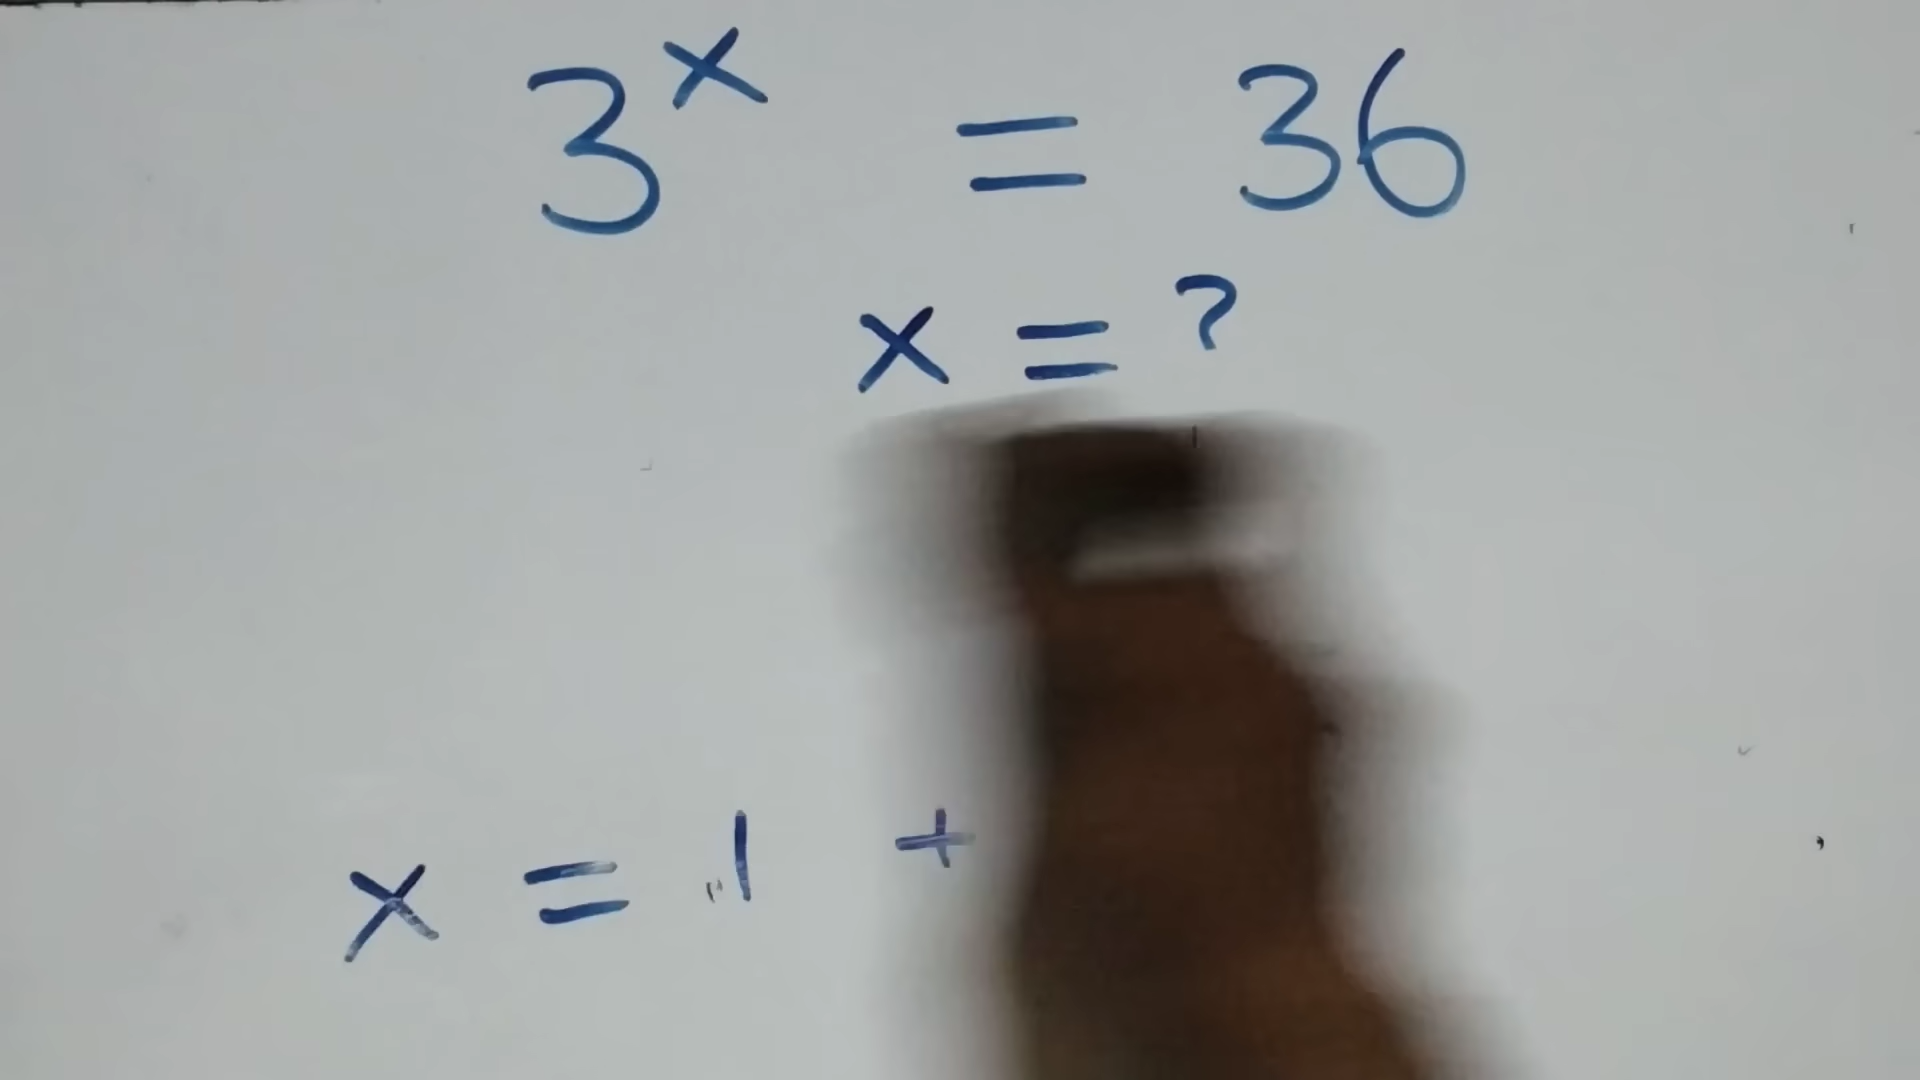 3^x = 36
x = ?
x = 1 +